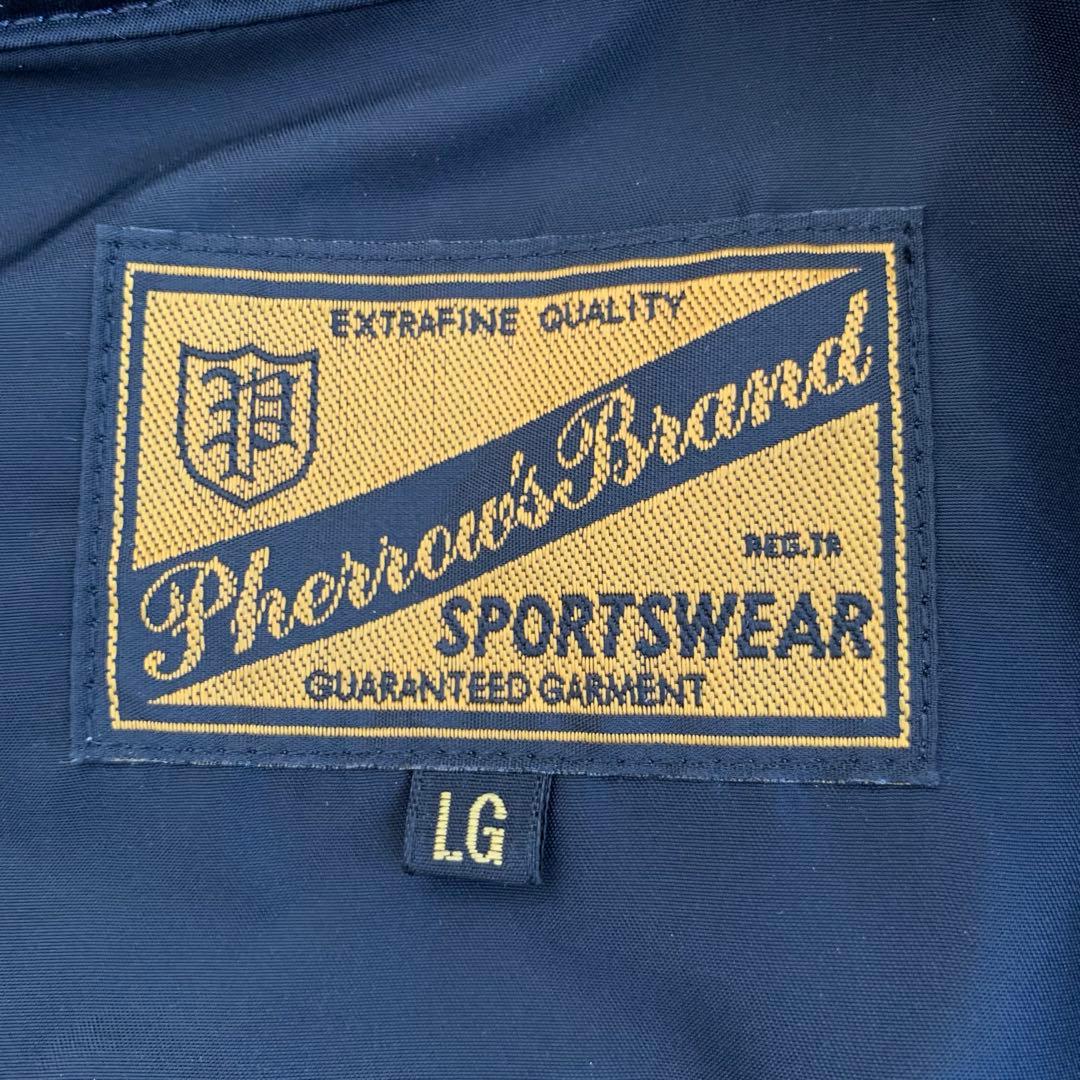 EXTRAFINE QUALITY
P
Pherrow's Brand
REG.TR
SPORTSWEAR
GUARANTEED GARMENT
LG